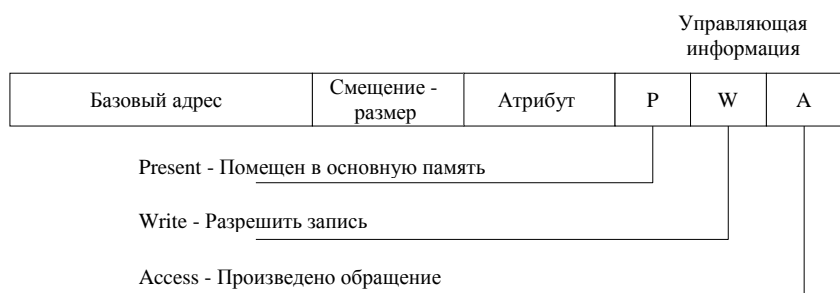 Управляющая
информация
Базовый адрес
Смещение -
размер
Атрибут
P
W
A
Present - Помещен в основную память
Write - Разрешить запись
Access - Произведено обращение